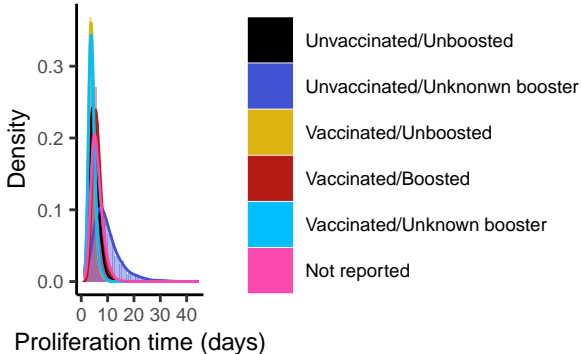 Density
0.3
0.2
0.1
0.0
0 10 20 30 40
Proliferation time (days)
Unvaccinated/Unboosted
Unvaccinated/Unknonwn booster
Vaccinated/Unboosted
Vaccinated/Boosted
Vaccinated/Unknown booster
Not reported